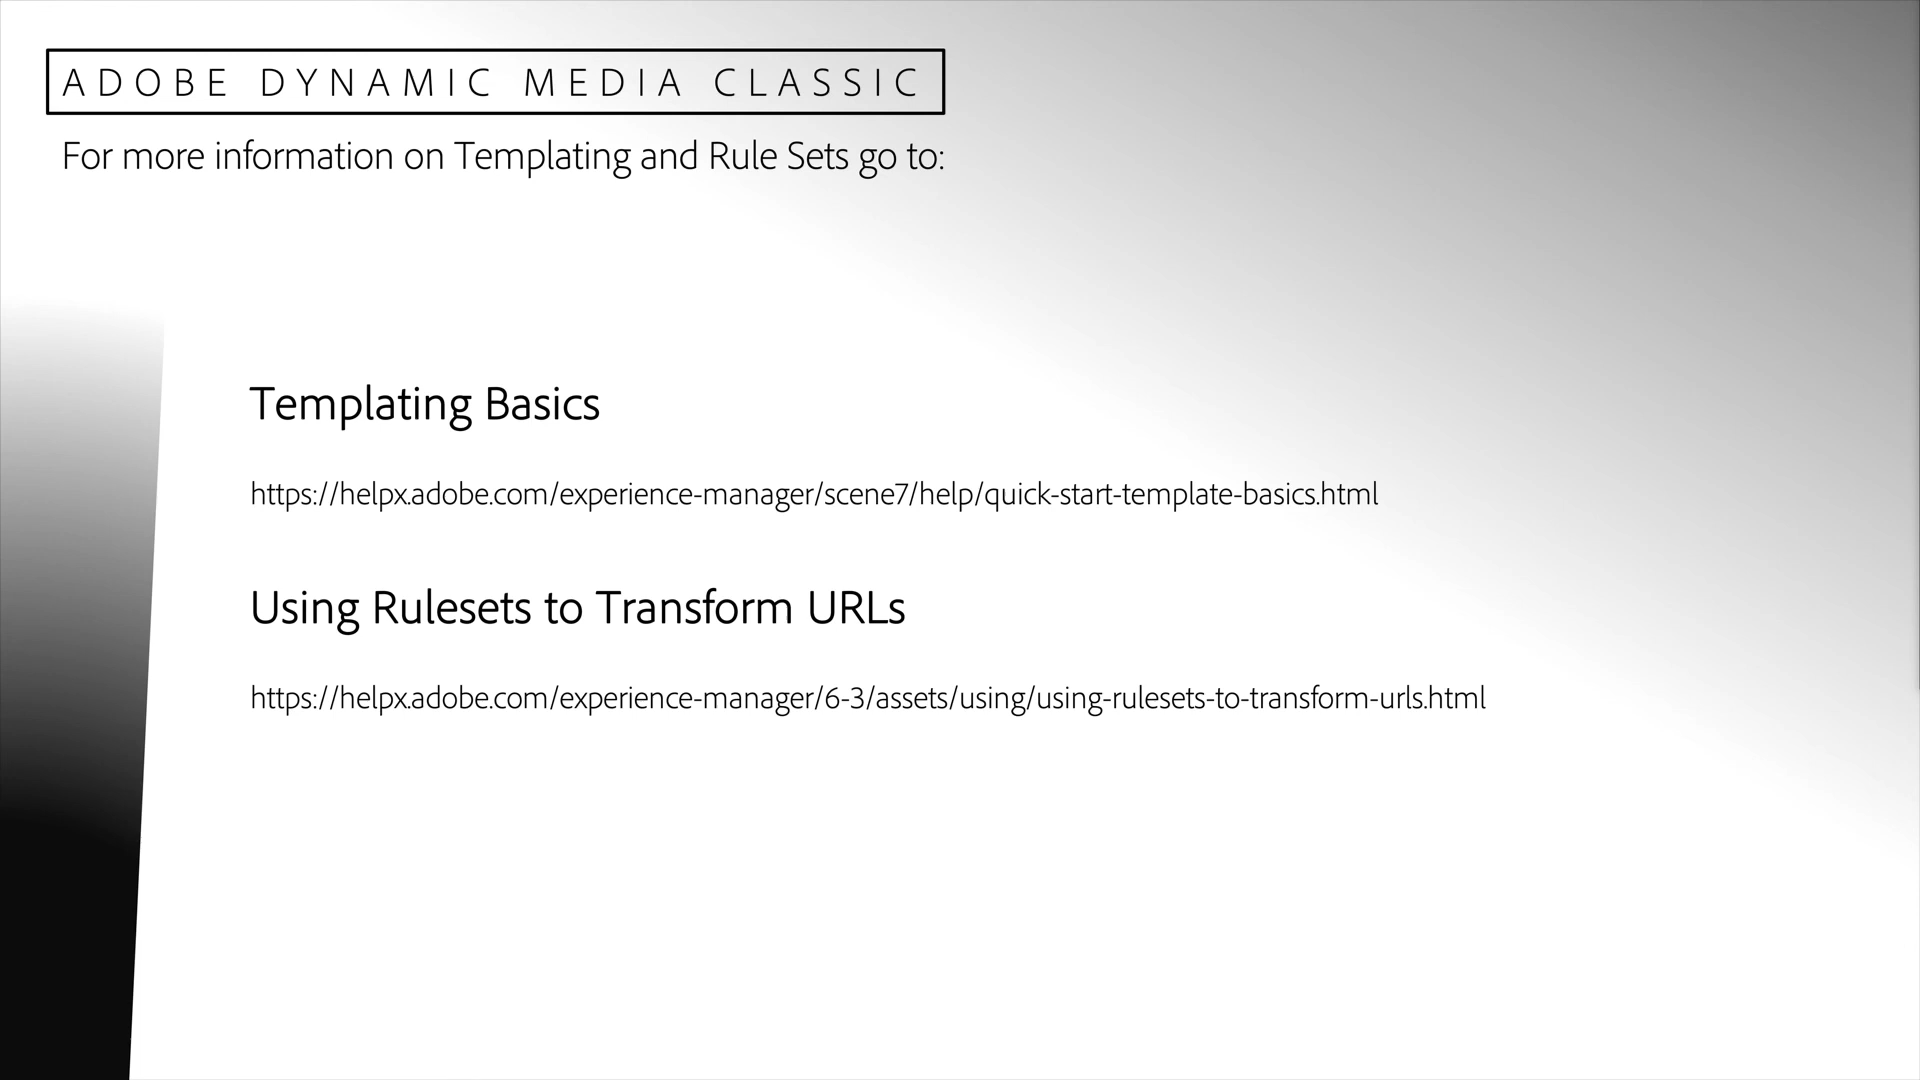 ADOBE DYNAMIC MEDIA CLASSIC
For more information on Templating and Rule Sets go to:
Templating Basics
https://helpx.adobe.com/experience-manager/scene7/help/quick-start-template-basics.html
Using Rulesets to Transform URLs
https://helpx.adobe.com/experience-manager/6-3/assets/using/using-rulesets-to-transform-urls.html